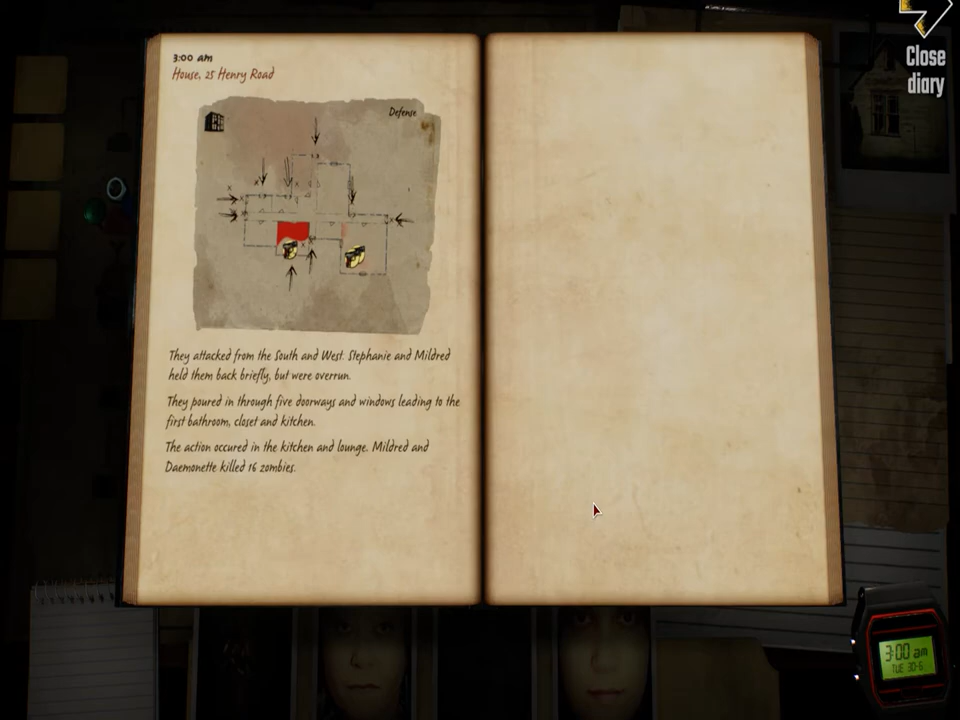 Close
diary
3:00 am
House, 25 Henry Road
Defense
They attacked from the South and West. Stephanie and Mildred
held them back briefly, but were overrun.
They poured in through five doorways and windows leading to the
first bathroom, closet and kitchen.
The action occured in the kitchen and lounge. Mildred and
Daemonette killed 16 zombies.
3:00 am
TUE 30-6